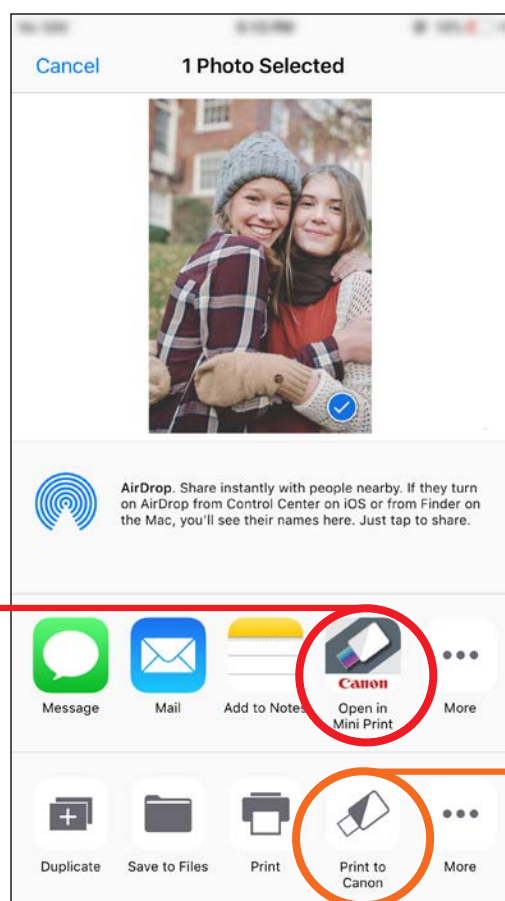 Cancel 1 Photo Selected
AirDrop. Share instantly with people nearby. If they turn
on AirDrop from Control Center on iOS or from Finder on
the Mac, you'll see their names here. Just tap to share.
Canon
Message Mail Add to Notes Open in More
Mini Print
Duplicate Save to Files Print Print to More
Canon